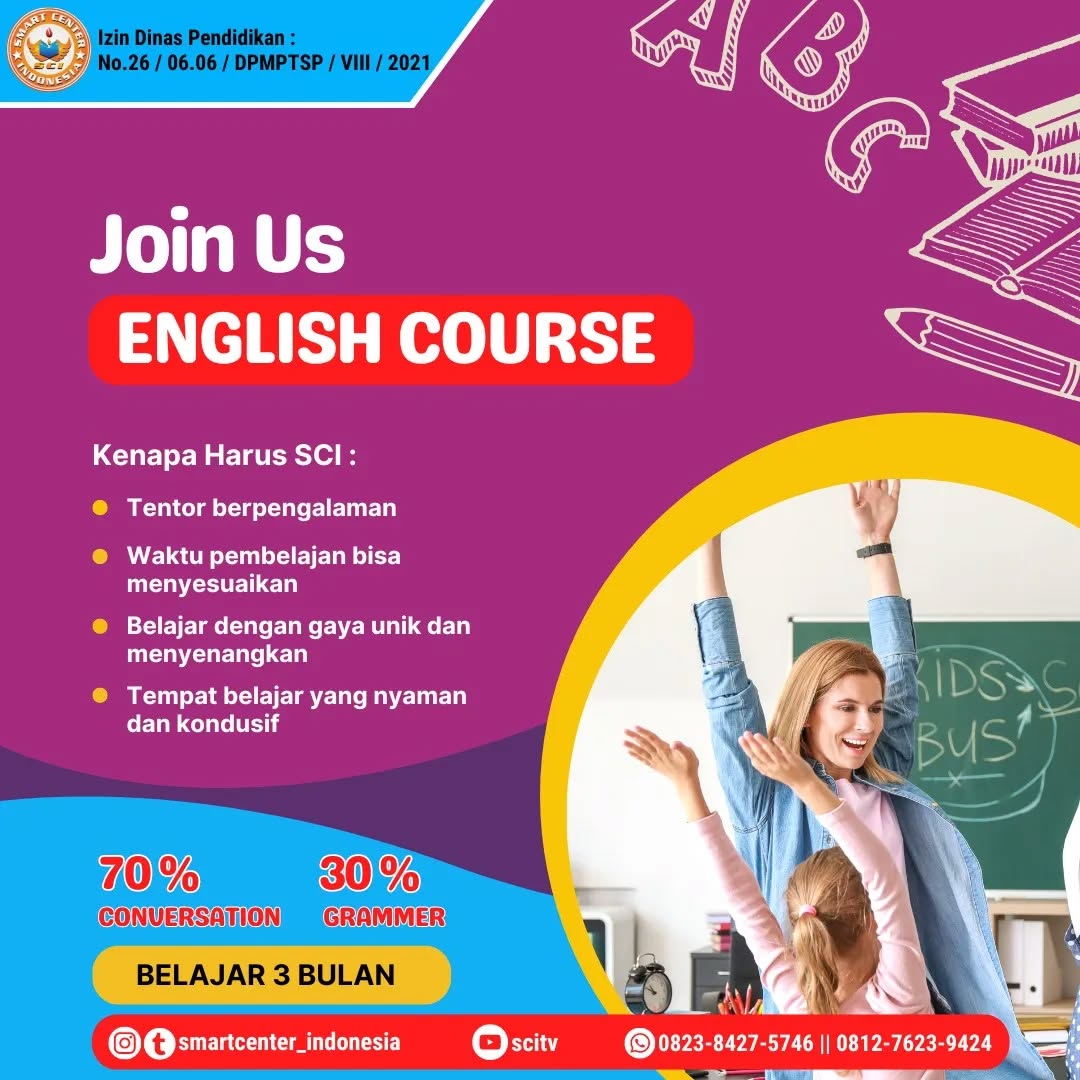 SMART CENTER
SCI
INDONESIA
Izin Dinas Pendidikan :
No.26 / 06.06 / DPMPTSP / VIII / 2021
A B C
Join Us
ENGLISH COURSE
Kenapa Harus SCI :
Tentor berpengalaman
Waktu pembelajan bisa
menyesuaikan
Belajar dengan gaya unik dan
menyenangkan
Tempat belajar yang nyaman
dan kondusif
KIDS
BUS
70 % 30 %
CONVERSATION GRAMMER
BELAJAR 3 BULAN
smartcenter_indonesia scitv 0823-8427-5746 || 0812-7623-9424